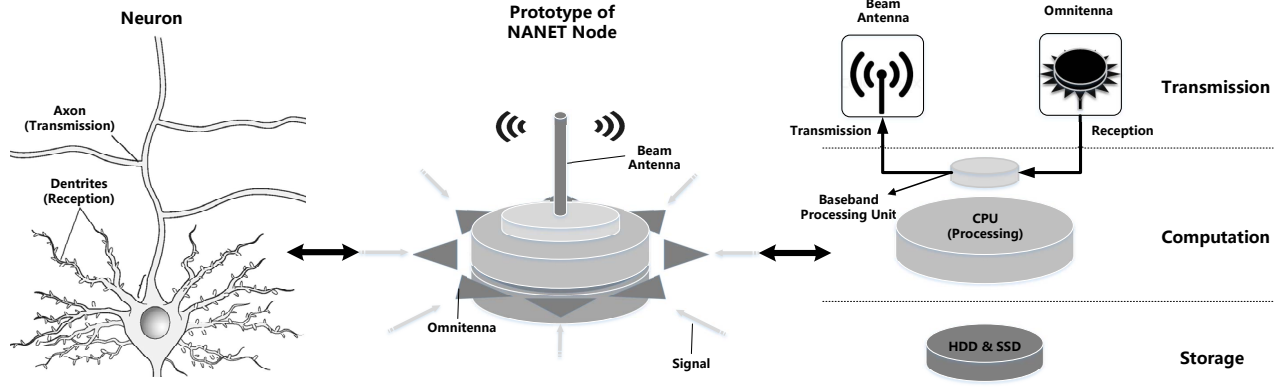 Neuron
Axon
(Transmission)
Dentrites
(Reception)
Prototype of
NANET Node
Beam
Antenna
Omnitenna
Signal
Beam
Antenna
Omnitenna
Transmission
Transmission
Reception
Baseband
Processing Unit
CPU
(Processing)
Computation
HDD & SSD
Storage